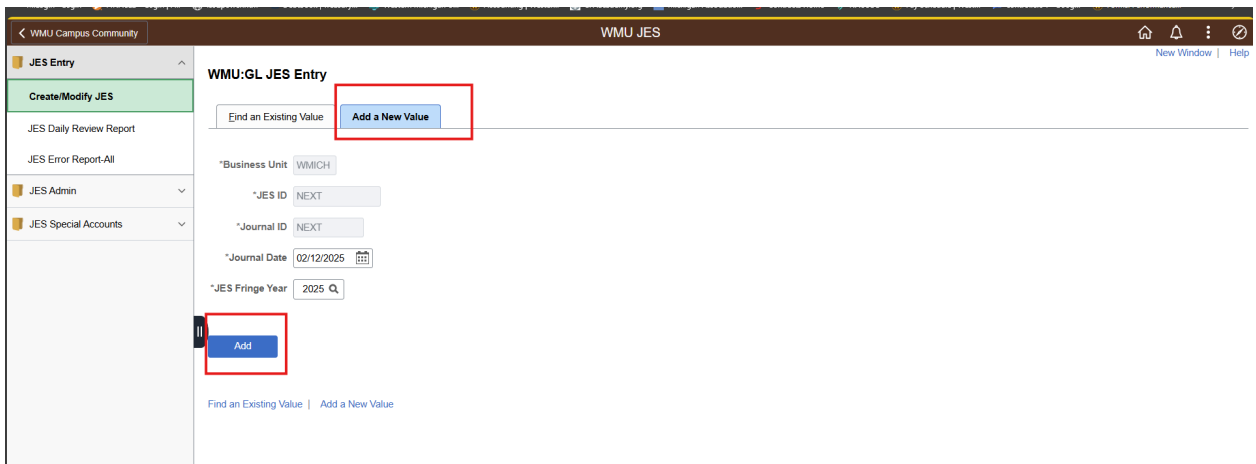 WMU Campus Community
WMU JES
New Window | Help
JES Entry
Create/Modify JES
JES Daily Review Report
JES Error Report-All
JES Admin
JES Special Accounts
WMU:GL JES Entry
Find an Existing Value
Add a New Value
*Business Unit WMICH
*JES ID NEXT
*Journal ID NEXT
*Journal Date 02/12/2025
*JES Fringe Year 2025
Add
Find an Existing Value | Add a New Value